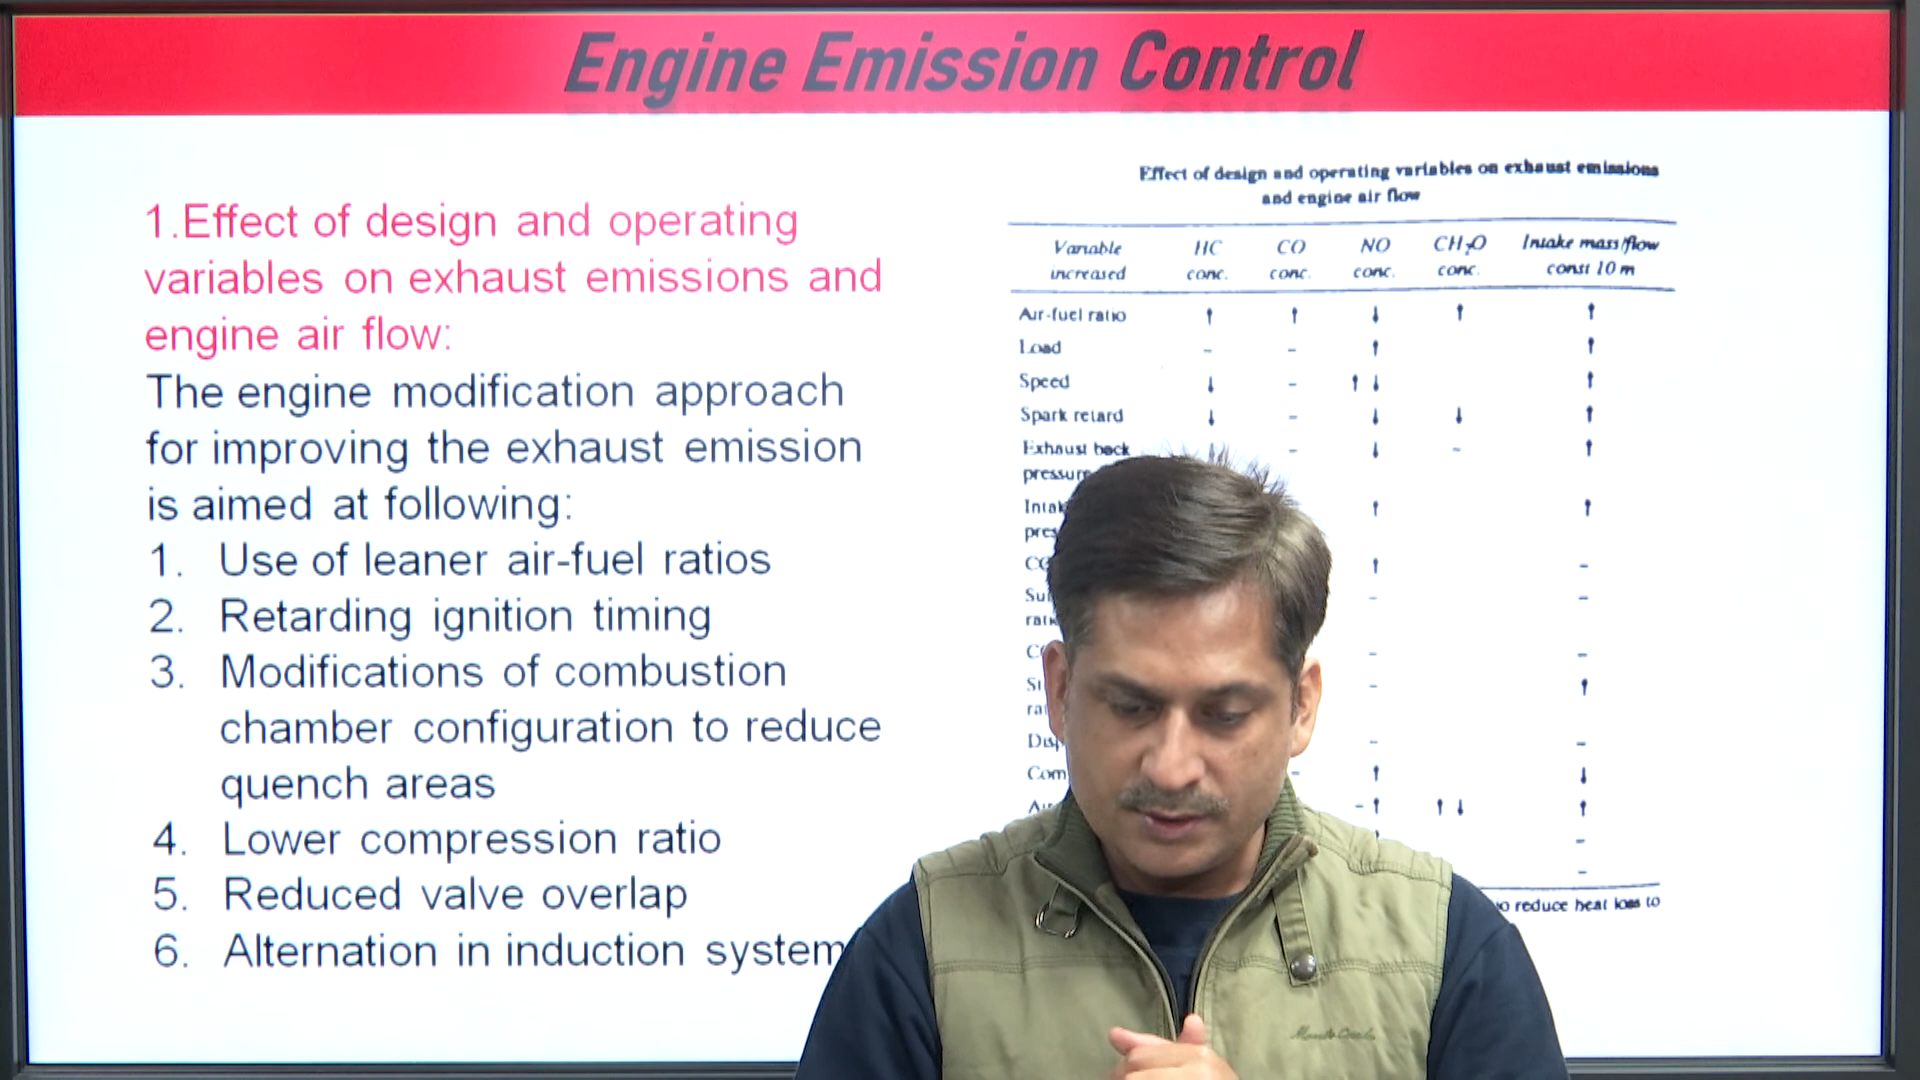 Engine Emission Control
1.Effect of design and operating
variables on exhaust emissions and
engine air flow:
The engine modification approach
for improving the exhaust emission
is aimed at following:
1. Use of leaner air-fuel ratios
2. Retarding ignition timing
3. Modifications of combustion
chamber configuration to reduce
quench areas
4. Lower compression ratio
5. Reduced valve overlap
6. Alternation in induction system
Effect of design and operating variables on exhaust emissions
and engine air flow
Variable HC CO NO CH₂O Intake mass/flow
increased conc. conc. conc. conc. const 10 m
Air-fuel ratio ↑ ↑ ↓ ↑ ↑
Load - - ↑ ↑
Speed ↓ - ↑ ↓ ↑
Spark retard ↓ - ↓ ↓ ↑
Exhaust back - ↓ - ↑
↑ ↑
↑ -
- -
- -
- ↑
- -
- ↑ ↓
- ↑ ↑ ↓ ↑
-
-
to reduce heat loss to